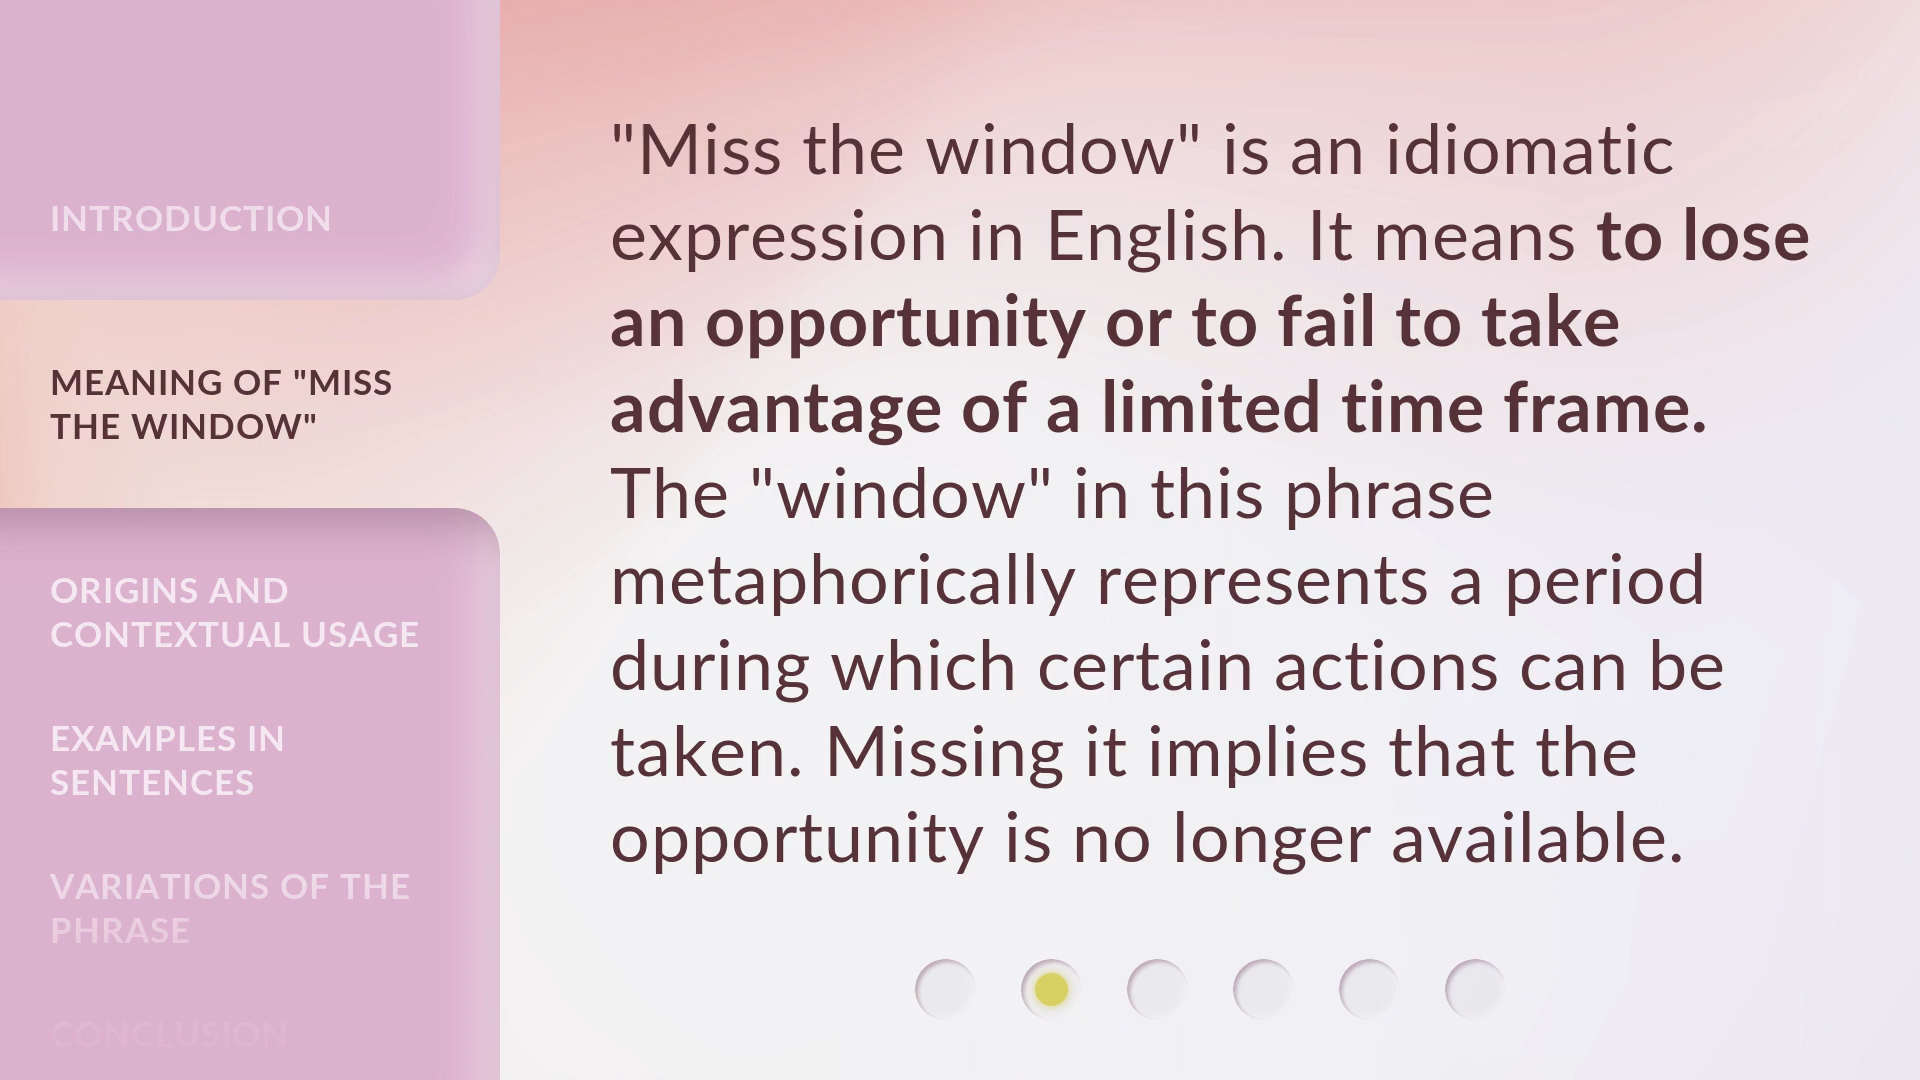 INTRODUCTION
MEANING OF "MISS
THE WINDOW"
ORIGINS AND
CONTEXTUAL USAGE
EXAMPLES IN
SENTENCES
VARIATIONS OF THE
PHRASE
CONCLUSION
"Miss the window" is an idiomatic
expression in English. It means to lose
an opportunity or to fail to take
advantage of a limited time frame.
The "window" in this phrase
metaphorically represents a period
during which certain actions can be
taken. Missing it implies that the
opportunity is no longer available.